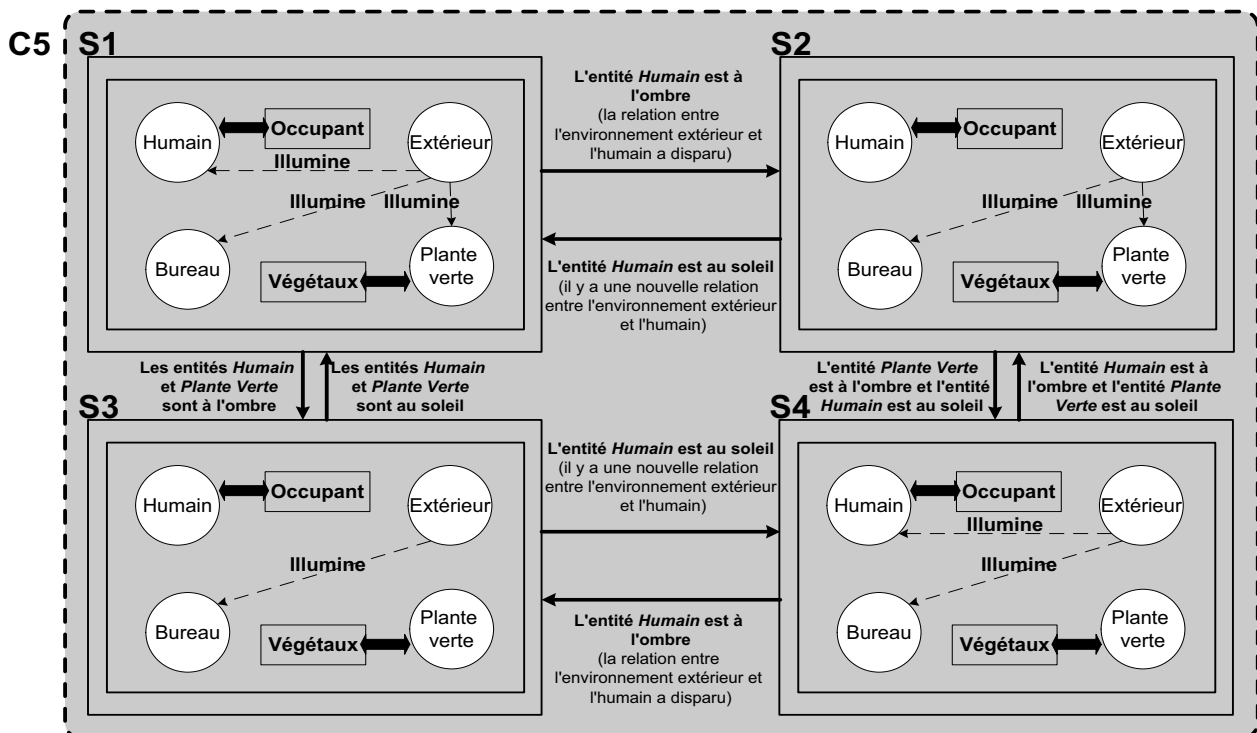 C5
S1
Humain
Occupant
Extérieur
Illumine
Illumine
Illumine
Bureau
Végétaux
Plante
verte
L'entité Humain est à
l'ombre
(la relation entre
l'environnement extérieur et
l'humain a disparu)
L'entité Humain est au soleil
(il y a une nouvelle relation
entre l'environnement extérieur
et l'humain)
S2
Humain
Occupant
Extérieur
Illumine
Illumine
Bureau
Végétaux
Plante
verte
Les entités Humain
et Plante Verte
sont à l'ombre
Les entités Humain
et Plante Verte
sont au soleil
L'entité Plante Verte
est à l'ombre et l'entité
Humain est au soleil
L'entité Humain est à
l'ombre et l'entité Plante
Verte est au soleil
S3
Humain
Occupant
Extérieur
Illumine
Bureau
Végétaux
Plante
verte
L'entité Humain est au soleil
(il y a une nouvelle relation
entre l'environnement extérieur
et l'humain)
L'entité Humain est à
l'ombre
(la relation entre
l'environnement extérieur et
l'humain a disparu)
S4
Humain
Occupant
Extérieur
Illumine
Illumine
Bureau
Végétaux
Plante
verte